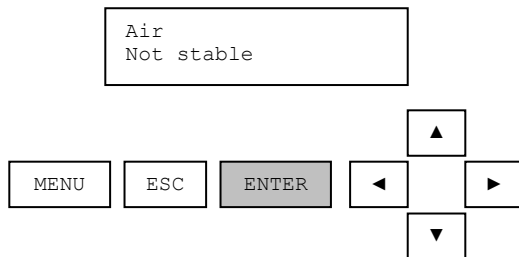 Air
Not stable
▲
MENU ESC ENTER ◄ ►
▼